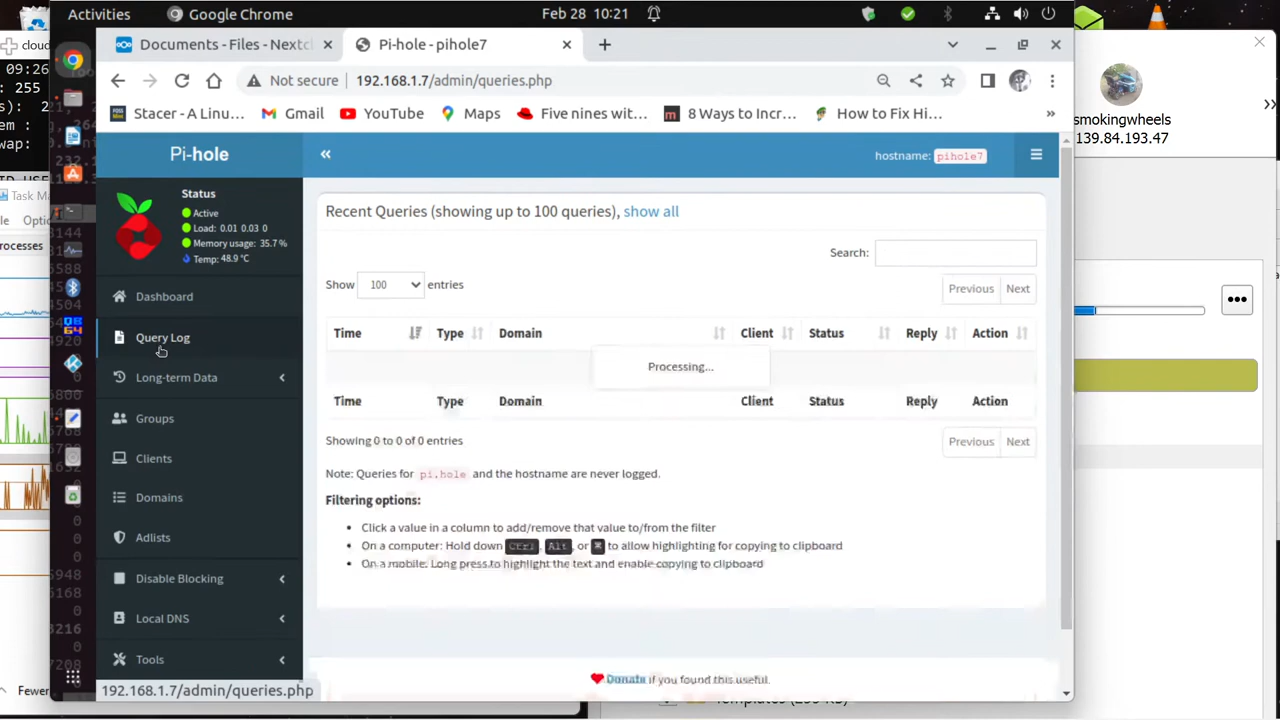 Activities
Google Chrome
Feb 28 10:21
cloud
09:26
: 255
Documents - Files - Nextcl
Pi-hole - pihole7
Not secure
192.168.1.7/admin/queries.php
smokingwheels
139.84.193.47
Stacer - A Linu...
Gmail
YouTube
Maps
Five nines wit...
8 Ways to Incr...
How to Fix Hi...
»
Pi-hole
«
hostname: pihole7
Status
Active
Load: 0.01 0.03 0
Memory usage: 35.7 %
Temp: 48.9 °C
Recent Queries (showing up to 100 queries), show all
Search:
Show 100 entries
Previous
Next
Dashboard
Query Log
Long-term Data
Groups
Clients
Domains
Adlists
Disable Blocking
Local DNS
Tools
Time
Type
Domain
Client
Status
Reply
Action
Processing...
Time
Type
Domain
Client
Status
Reply
Action
Showing 0 to 0 of 0 entries
Previous
Next
Note: Queries for pi.hole and the hostname are never logged.
Filtering options:
• Click a value in a column to add/remove that value to/from the filter
• On a computer: Hold down Ctrl, Alt, or ⌘ to allow highlighting for copying to clipboard
• On a mobile: Long press to highlight the text and enable copying to clipboard
Donate if you found this useful.
192.168.1.7/admin/queries.php
Task Ma
Optio
rocesses
Fewer